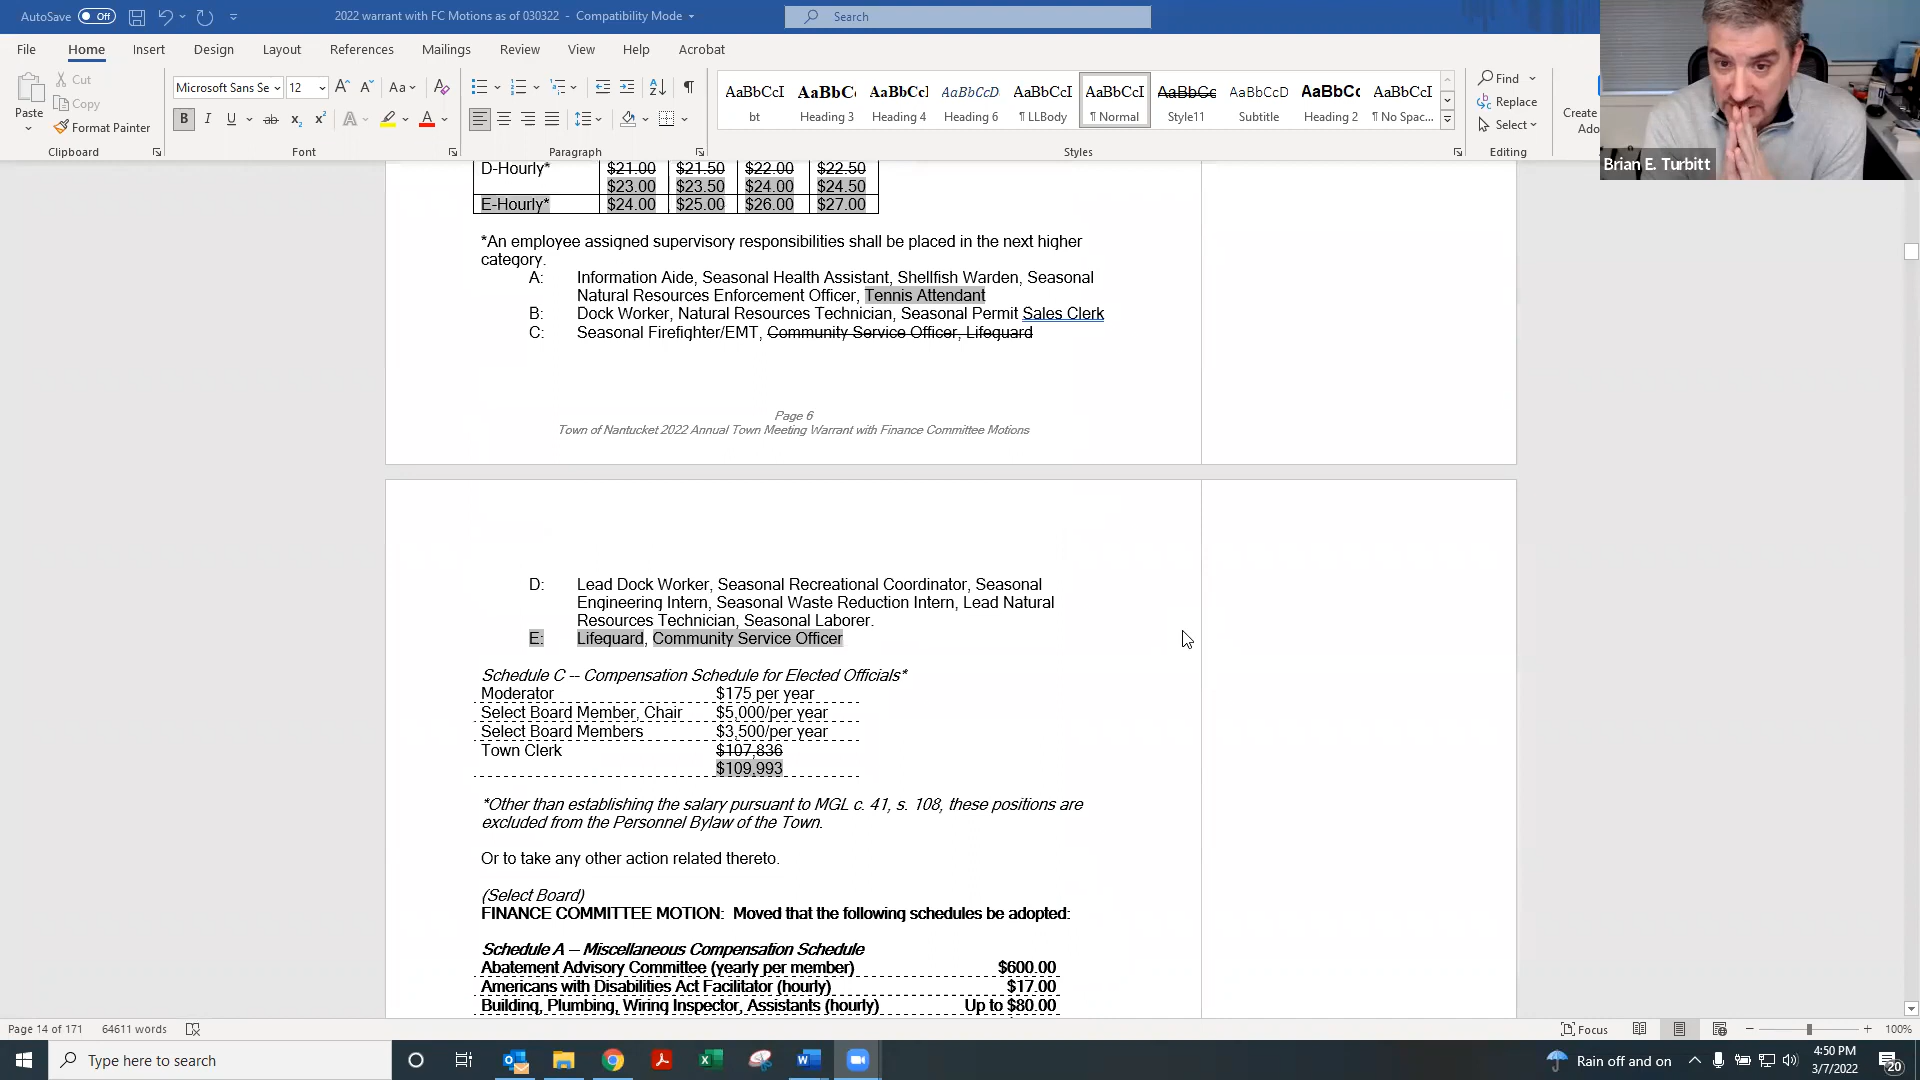 AutoSave Off 2022 warrant with FC Motions as of 030322 - Compatibility Mode Search
File Home Insert Design Layout References Mailings Review View Help Acrobat
Cut
Copy
Paste
Format Painter
Microsoft Sans Se 12 Aa
AaBbCcI AaBbC AaBbCcI AaBbCcD AaBbCcI AaBbCcI AaBbCc AaBbCcD AaBbCc AaBbCcI
bt Heading 3 Heading 4 Heading 6 ¶ LLBody ¶ Normal Style11 Subtitle Heading 2 ¶ No Spac...
Find
Replace
Select
Create
Ado
Clipboard Font Paragraph Styles Editing
Brian E. Turbitt
D-Hourly* $21.00 $21.50 $22.00 $22.50
$23.00 $23.50 $24.00 $24.50
E-Hourly* $24.00 $25.00 $26.00 $27.00
*An employee assigned supervisory responsibilities shall be placed in the next higher
category.
A: Information Aide, Seasonal Health Assistant, Shellfish Warden, Seasonal
Natural Resources Enforcement Officer, Tennis Attendant
B: Dock Worker, Natural Resources Technician, Seasonal Permit Sales Clerk
C: Seasonal Firefighter/EMT, Community Service Officer, Lifeguard
Page 6
Town of Nantucket 2022 Annual Town Meeting Warrant with Finance Committee Motions
D: Lead Dock Worker, Seasonal Recreational Coordinator, Seasonal
Engineering Intern, Seasonal Waste Reduction Intern, Lead Natural
Resources Technician, Seasonal Laborer.
E: Lifeguard, Community Service Officer
Schedule C -- Compensation Schedule for Elected Officials*
Moderator $175 per year
Select Board Member, Chair $5,000/per year
Select Board Members $3,500/per year
Town Clerk $107,836
$109,993
*Other than establishing the salary pursuant to MGL c. 41, s. 108, these positions are
excluded from the Personnel Bylaw of the Town.
Or to take any other action related thereto.
(Select Board)
FINANCE COMMITTEE MOTION: Moved that the following schedules be adopted:
Schedule A – Miscellaneous Compensation Schedule
Abatement Advisory Committee (yearly per member) $600.00
Americans with Disabilities Act Facilitator (hourly) $17.00
Building, Plumbing, Wiring Inspector, Assistants (hourly) Up to $80.00
Page 14 of 171 64611 words Focus 100%
Type here to search Rain off and on 4:50 PM
3/7/2022 20